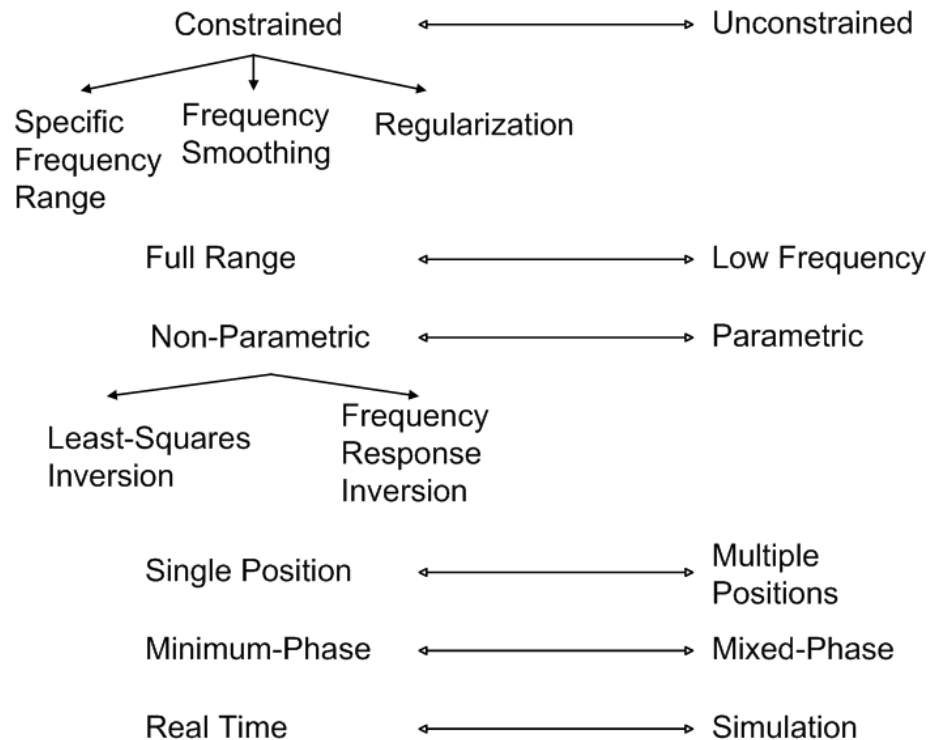 Constrained
Unconstrained
Specific
Frequency
Range
Frequency
Smoothing
Regularization
Full Range
Low Frequency
Non-Parametric
Parametric
Least-Squares
Inversion
Frequency
Response
Inversion
Single Position
Multiple
Positions
Minimum-Phase
Mixed-Phase
Real Time
Simulation